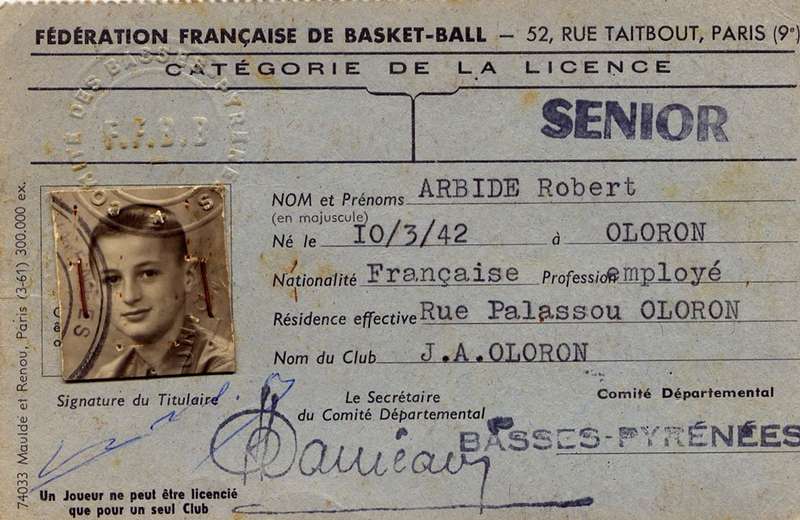 FÉDÉRATION FRANÇAISE DE BASKET-BALL – 52, RUE TAITBOUT, PARIS (9e)
CATÉGORIE DE LA LICENCE
SENIOR
F.F.B.B
NOM et Prénoms ARBIDE Robert
(en majuscule)
Né le IO/3/42 à OLORON
Nationalité Française Profession employé
Résidence effective Rue Palassou OLORON
Nom du Club J.A.OLORON
Signature du Titulaire
Le Secrétaire
du Comité Départemental
Comité Départemental
BASSES-PYRÉNÉES
Un Joueur ne peut être licencié
que pour un seul Club
74033 Maulde et Renou, Paris (3-61) 300.000 ex.